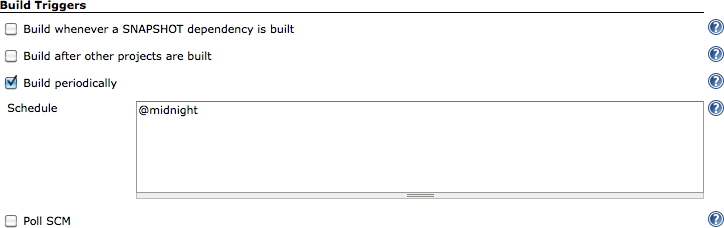 Build Triggers
Build whenever a SNAPSHOT dependency is built
Build after other projects are built
Build periodically
Schedule
@midnight
Poll SCM